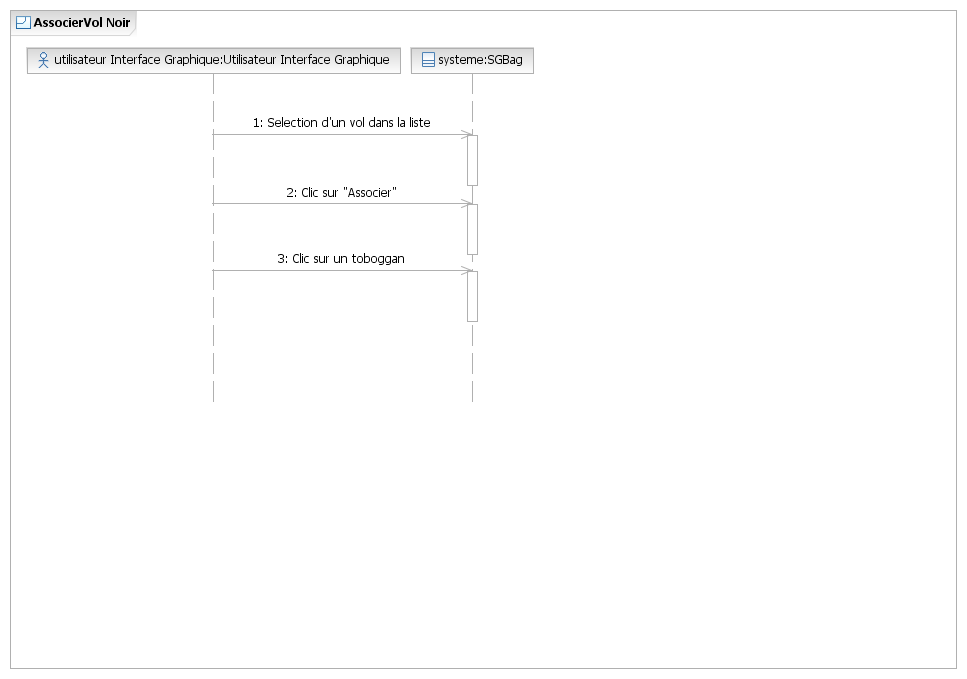 AssocierVol Noir
utilisateur Interface Graphique:Utilisateur Interface Graphique
systeme:SGBag
1: Selection d'un vol dans la liste
2: Clic sur "Associer"
3: Clic sur un toboggan